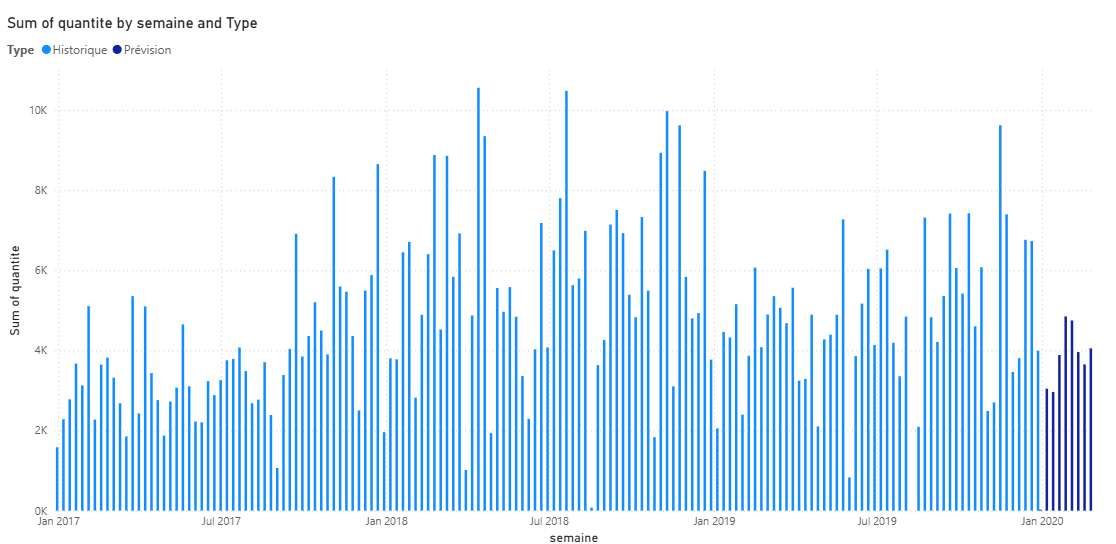 Sum of quantite by semaine and Type
Type Historique Prévision
Sum of quantite
10K
8K
6K
4K
2K
0K
Jan 2017 Jul 2017 Jan 2018 Jul 2018 Jan 2019 Jul 2019 Jan 2020
semaine